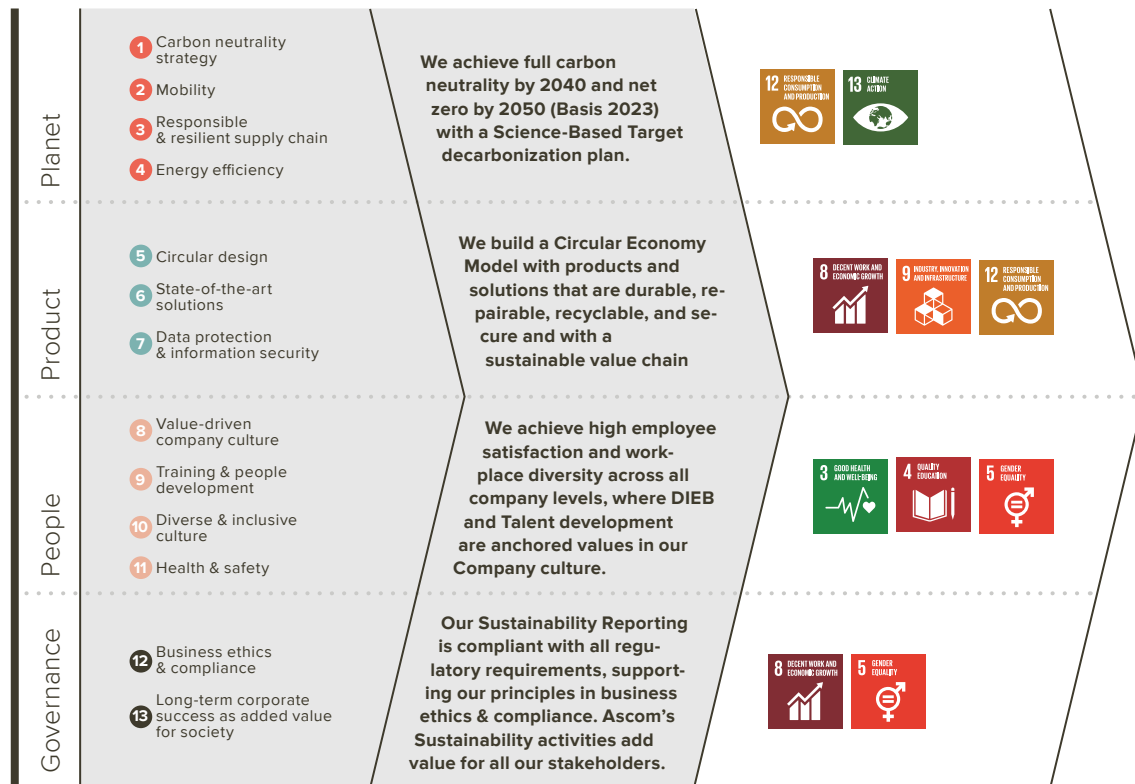 Planet
1 Carbon neutrality
strategy
2 Mobility
3 Responsible
& resilient supply chain
4 Energy efficiency
We achieve full carbon
neutrality by 2040 and net
zero by 2050 (Basis 2023)
with a Science-Based Target
decarbonization plan.
12 RESPONSIBLE
CONSUMPTION
AND PRODUCTION
13 CLIMATE
ACTION
Product
5 Circular design
6 State-of-the-art
solutions
7 Data protection
& information security
We build a Circular Economy
Model with products and
solutions that are durable, re-
pairable, recyclable, and se-
cure and with a
sustainable value chain
8 DECENT WORK AND
ECONOMIC GROWTH
9 INDUSTRY, INNOVATION
AND INFRASTRUCTURE
12 RESPONSIBLE
CONSUMPTION
AND PRODUCTION
People
8 Value-driven
company culture
9 Training & people
development
10 Diverse & inclusive
culture
11 Health & safety
We achieve high employee
satisfaction and work-
place diversity across all
company levels, where DIEB
and Talent development
are anchored values in our
Company culture.
3 GOOD HEALTH
AND WELL-BEING
4 QUALITY
EDUCATION
5 GENDER
EQUALITY
Governance
12 Business ethics
& compliance
13 Long-term corporate
success as added value
for society
Our Sustainability Reporting
is compliant with all regu-
latory requirements, support-
ing our principles in business
ethics & compliance. Ascom's
Sustainability activities add
value for all our stakeholders.
8 DECENT WORK AND
ECONOMIC GROWTH
5 GENDER
EQUALITY